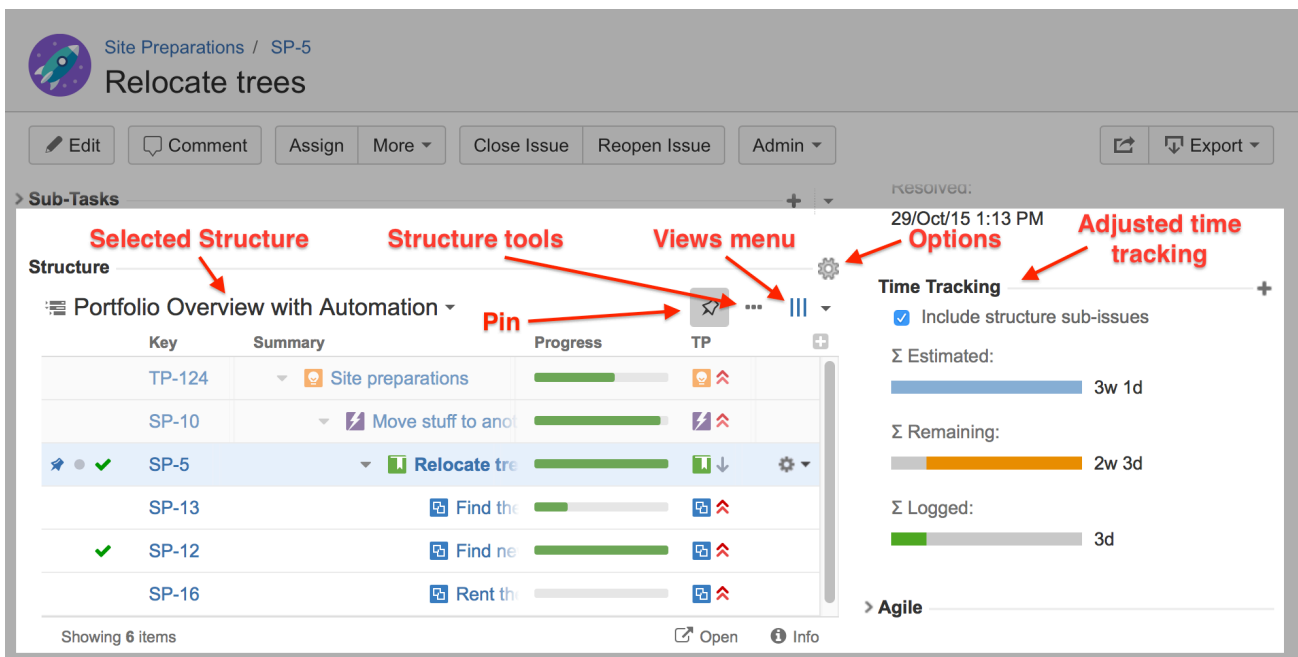 Site Preparations / SP-5
Relocate trees
Edit Comment Assign More Close Issue Reopen Issue Admin Export
Sub-Tasks
Resolved:
29/Oct/15 1:13 PM
Selected Structure Structure tools Views menu Options Adjusted time
tracking
Structure
Time Tracking
Portfolio Overview with Automation
Pin
Include structure sub-issues
Key Summary Progress TP
Σ Estimated:
TP-124 Site preparations
3w 1d
SP-10 Move stuff to anot
Σ Remaining:
SP-5 Relocate tre
2w 3d
SP-13 Find the
Σ Logged:
3d
SP-12 Find ne
SP-16 Rent th
Agile
Showing 6 items Open Info